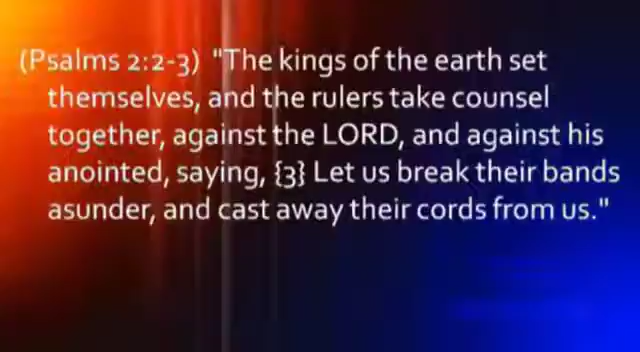 (Psalms 2:2-3) "The kings of the earth set
themselves, and the rulers take counsel
together, against the LORD, and against his
anointed, saying, {3} Let us break their bands
asunder, and cast away their cords from us."